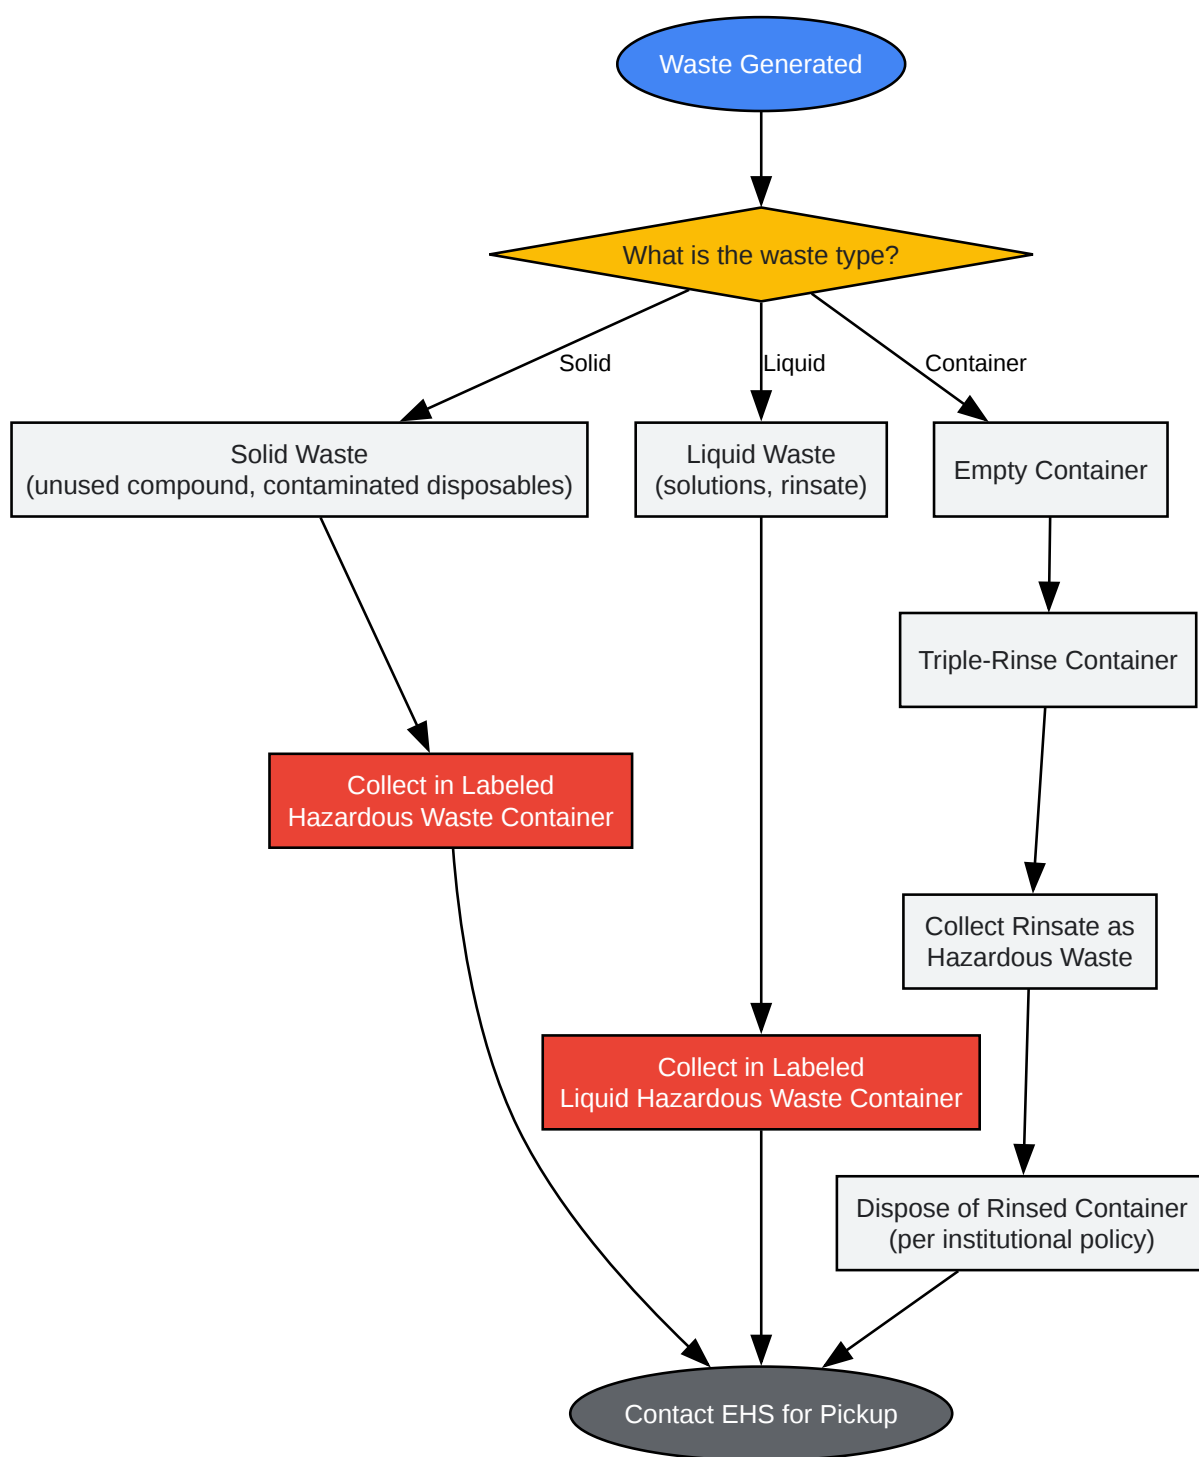 Waste Generated
What is the waste type?
Solid
Liquid
Container
Solid Waste
(unused compound, contaminated disposables)
Liquid Waste
(solutions, rinsate)
Empty Container
Triple-Rinse Container
Collect in Labeled
Hazardous Waste Container
Collect Rinsate as
Hazardous Waste
Collect in Labeled
Liquid Hazardous Waste Container
Dispose of Rinsed Container
(per institutional policy)
Contact EHS for Pickup